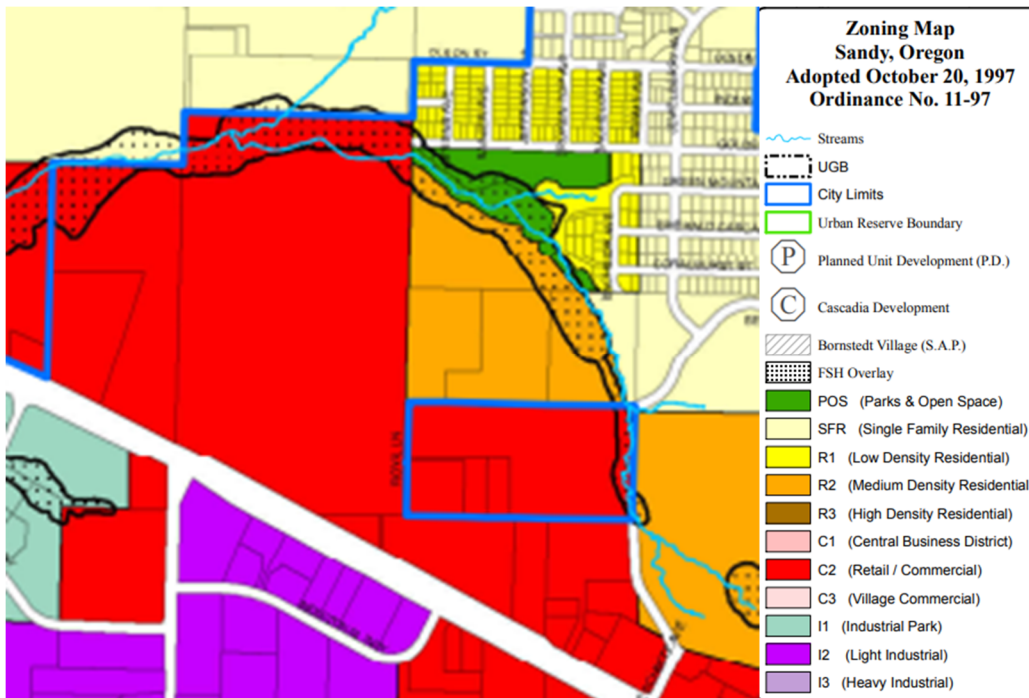 Zoning Map
Sandy, Oregon
Adopted October 20, 1997
Ordinance No. 11-97
Streams
UGB
City Limits
Urban Reserve Boundary
P Planned Unit Development (P.D.)
C Cascadia Development
Bornstedt Village (S.A.P.)
FSH Overlay
POS (Parks & Open Space)
SFR (Single Family Residential)
R1 (Low Density Residential)
R2 (Medium Density Residential
R3 (High Density Residential)
C1 (Central Business District)
C2 (Retail / Commercial)
C3 (Village Commercial)
I1 (Industrial Park)
I2 (Light Industrial)
I3 (Heavy Industrial)